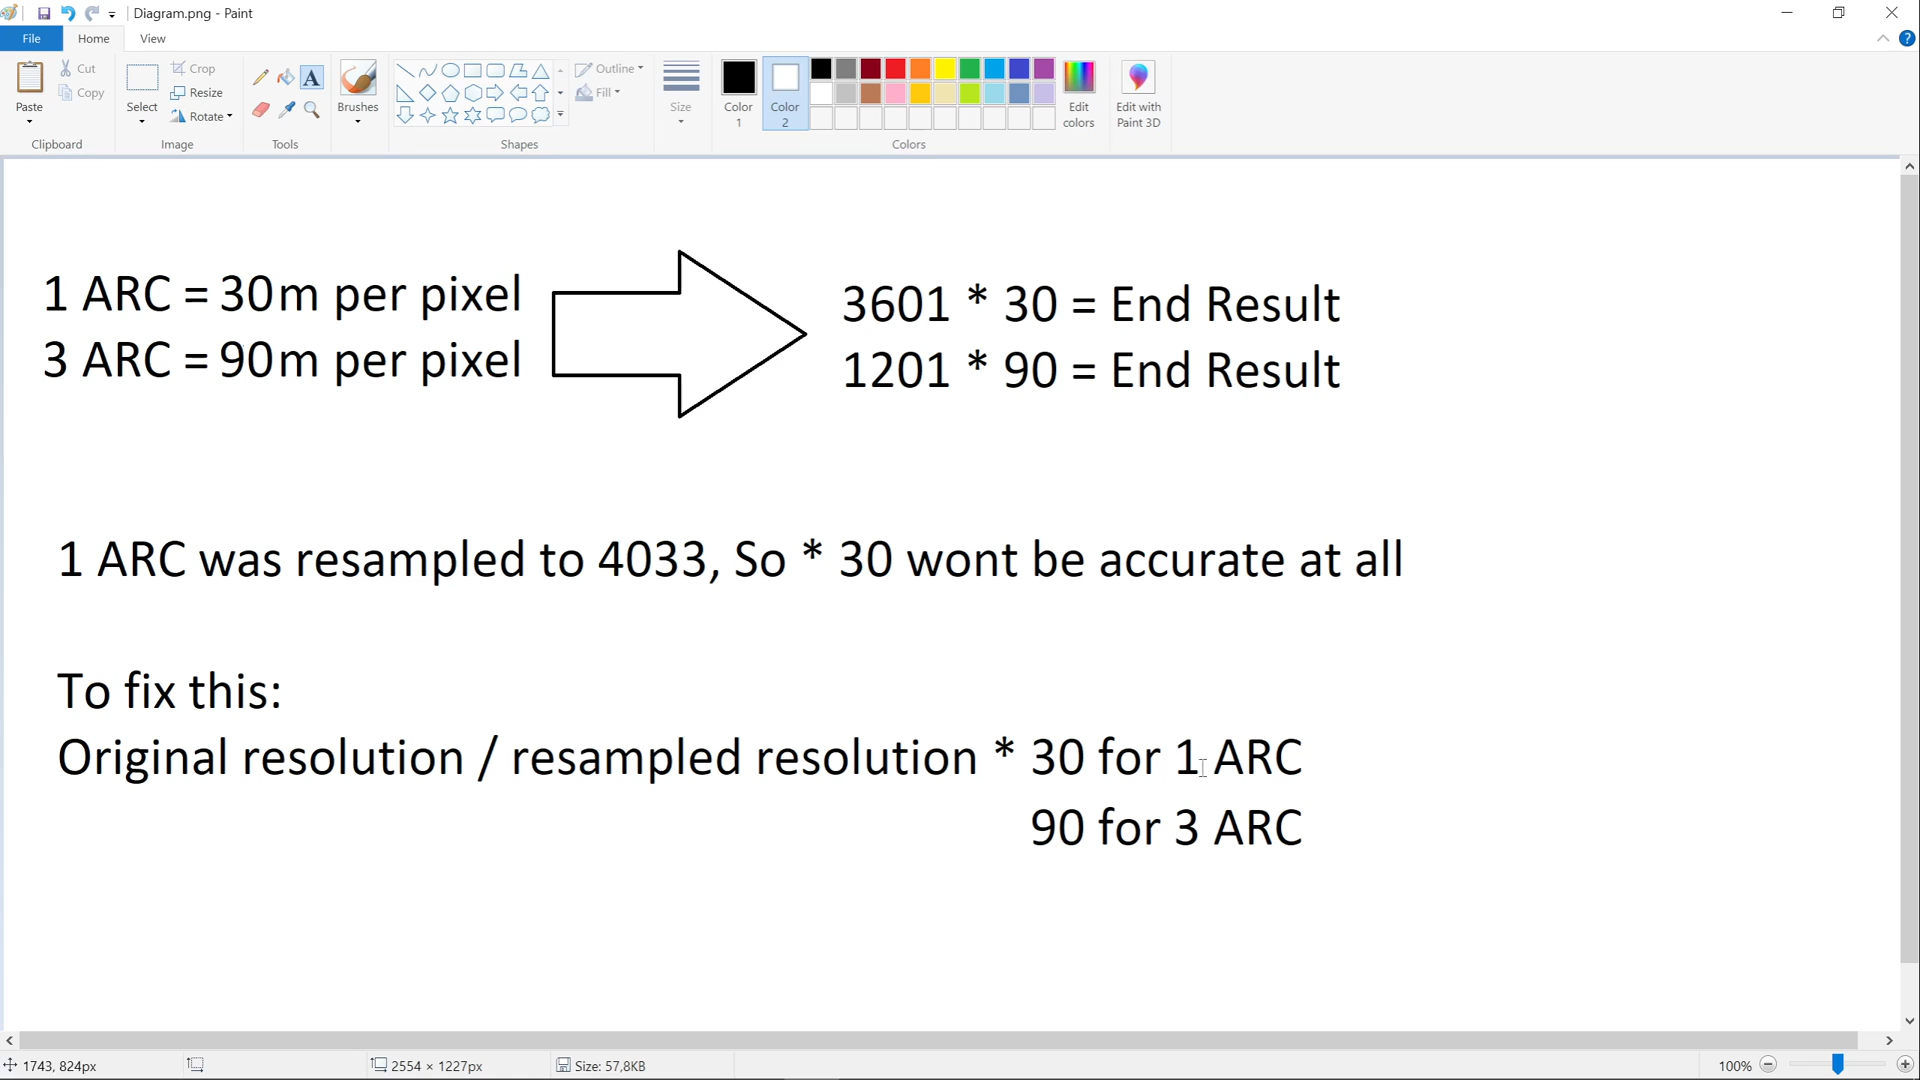 Diagram.png - Paint
File Home View
Paste
Cut
Copy
Clipboard
Select
Crop
Resize
Rotate
Image
A
Tools
Brushes
Outline
Fill
Shapes
Size
Color 1
Color 2
Edit colors
Edit with Paint 3D
Colors
1 ARC = 30m per pixel
3 ARC = 90m per pixel
3601 * 30 = End Result
1201 * 90 = End Result
1 ARC was resampled to 4033, So * 30 wont be accurate at all
To fix this:
Original resolution / resampled resolution * 30 for 1 ARC
90 for 3 ARC
1743, 824px
2554 × 1227px
Size: 57,8KB
100%